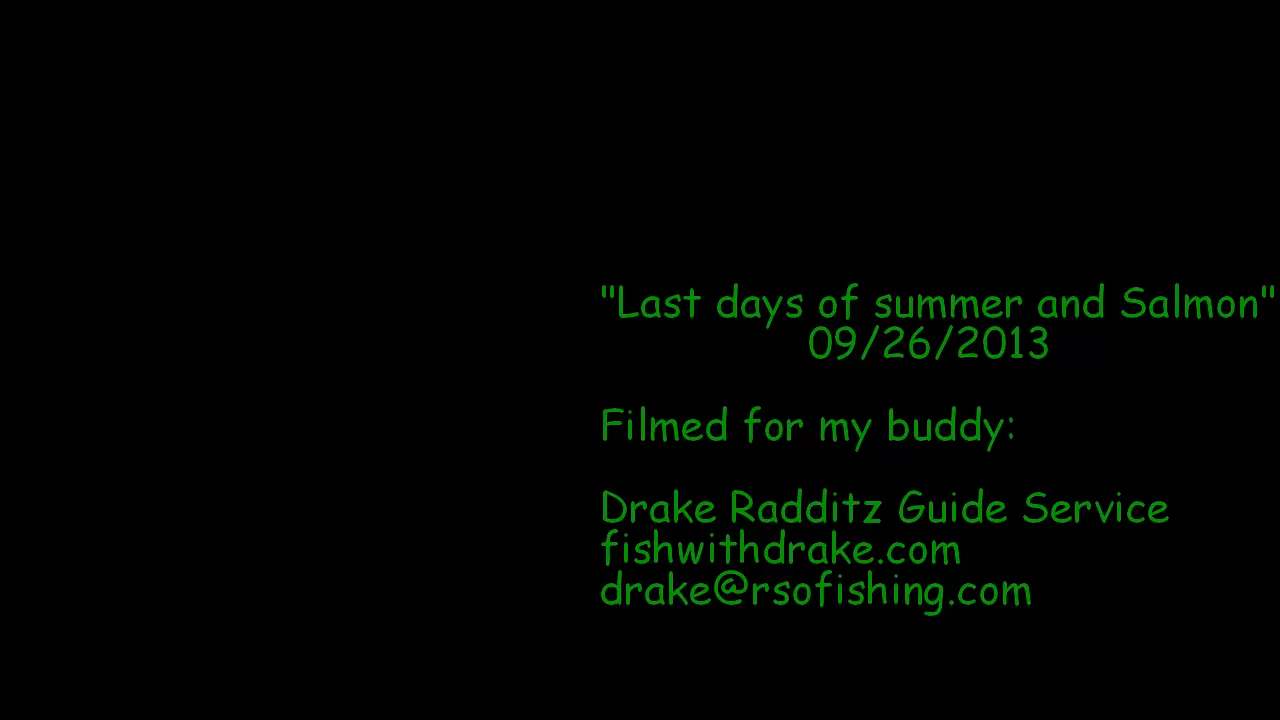 "Last days of summer and Salmon"
09/26/2013
Filmed for my buddy:
Drake Radditz Guide Service
fishwithdrake.com
drake@rsofishing.com